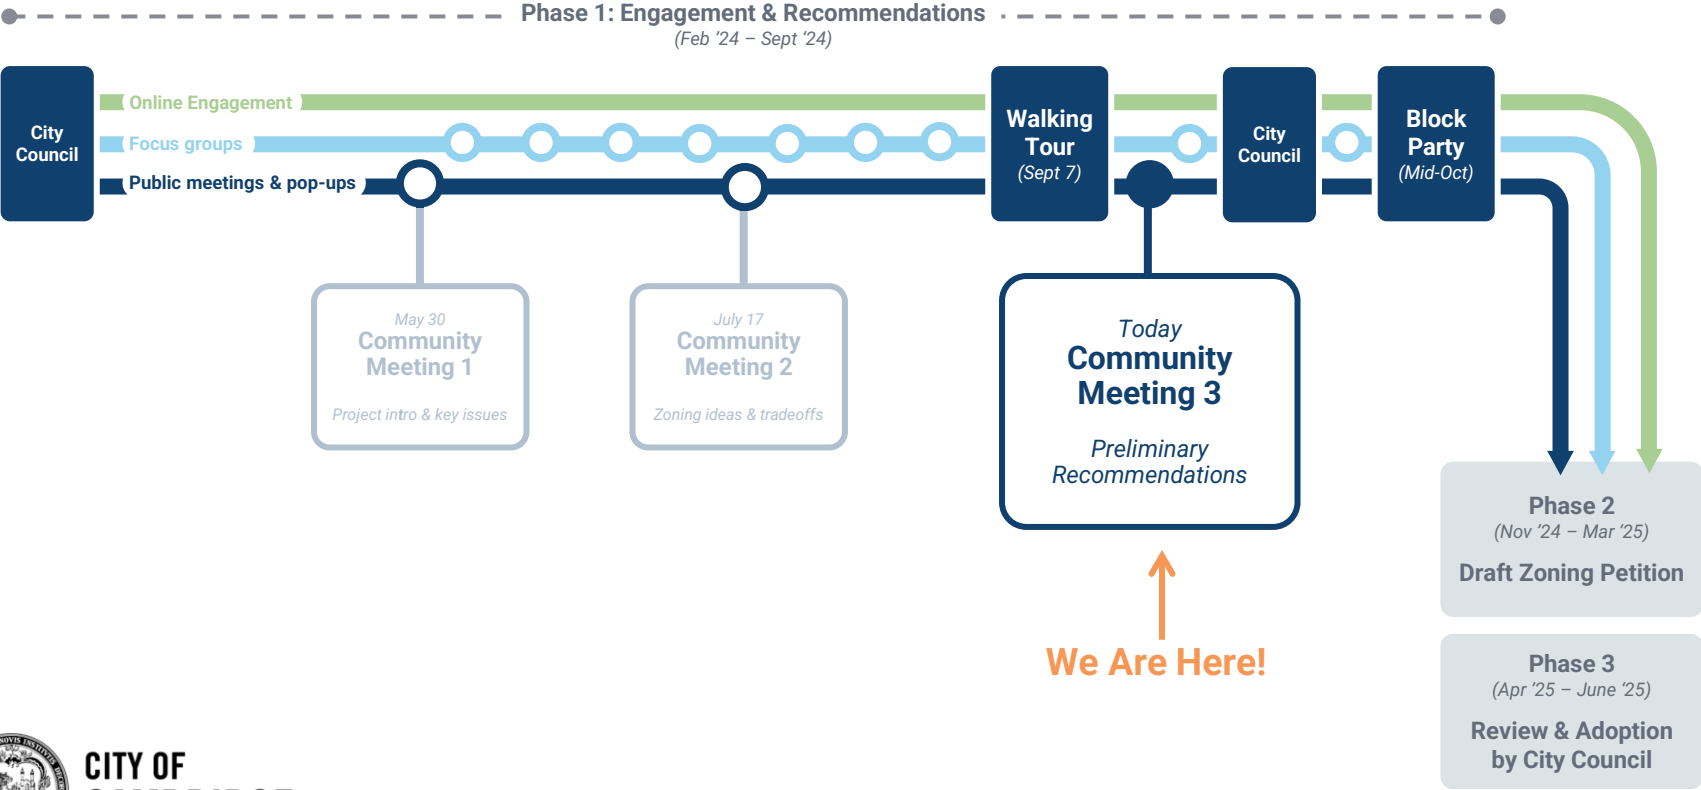 Phase 1: Engagement & Recommendations
(Feb ’24 – Sept ’24)
City
Council
Online Engagement
Focus groups
Public meetings & pop-ups
Walking
Tour
(Sept 7)
City
Council
Block
Party
(Mid-Oct)
May 30
Community
Meeting 1
Project intro & key issues
July 17
Community
Meeting 2
Zoning ideas & tradeoffs
Today
Community
Meeting 3
Preliminary
Recommendations
We Are Here!
Phase 2
(Nov ’24 – Mar ‘25)
Draft Zoning Petition
Phase 3
(Apr ’25 – June ‘25)
Review & Adoption
by City Council
CITY OF